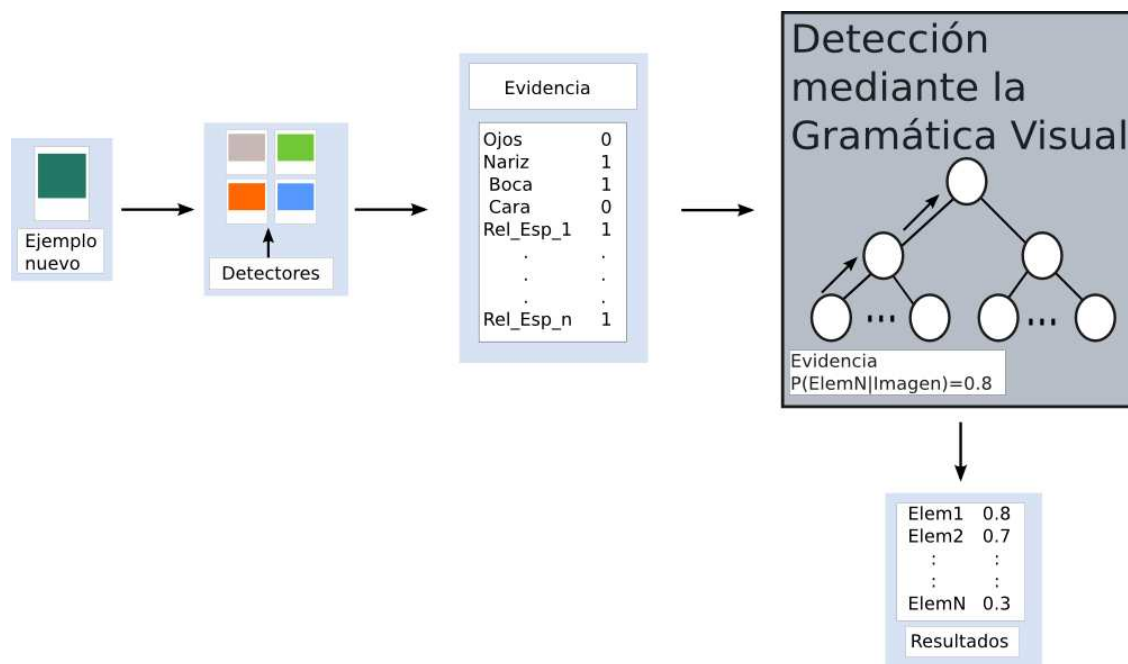 Ejemplo
nuevo
Detectores
Evidencia
Ojos 0
Nariz 1
Boca 1
Cara 0
Rel_Esp_1 1
. .
. .
. .
Rel_Esp_n 1
Detección
mediante la
Gramática Visual
...
...
Evidencia
P(ElemN|Imagen)=0.8
Elem1 0.8
Elem2 0.7
: :
: :
ElemN 0.3
Resultados